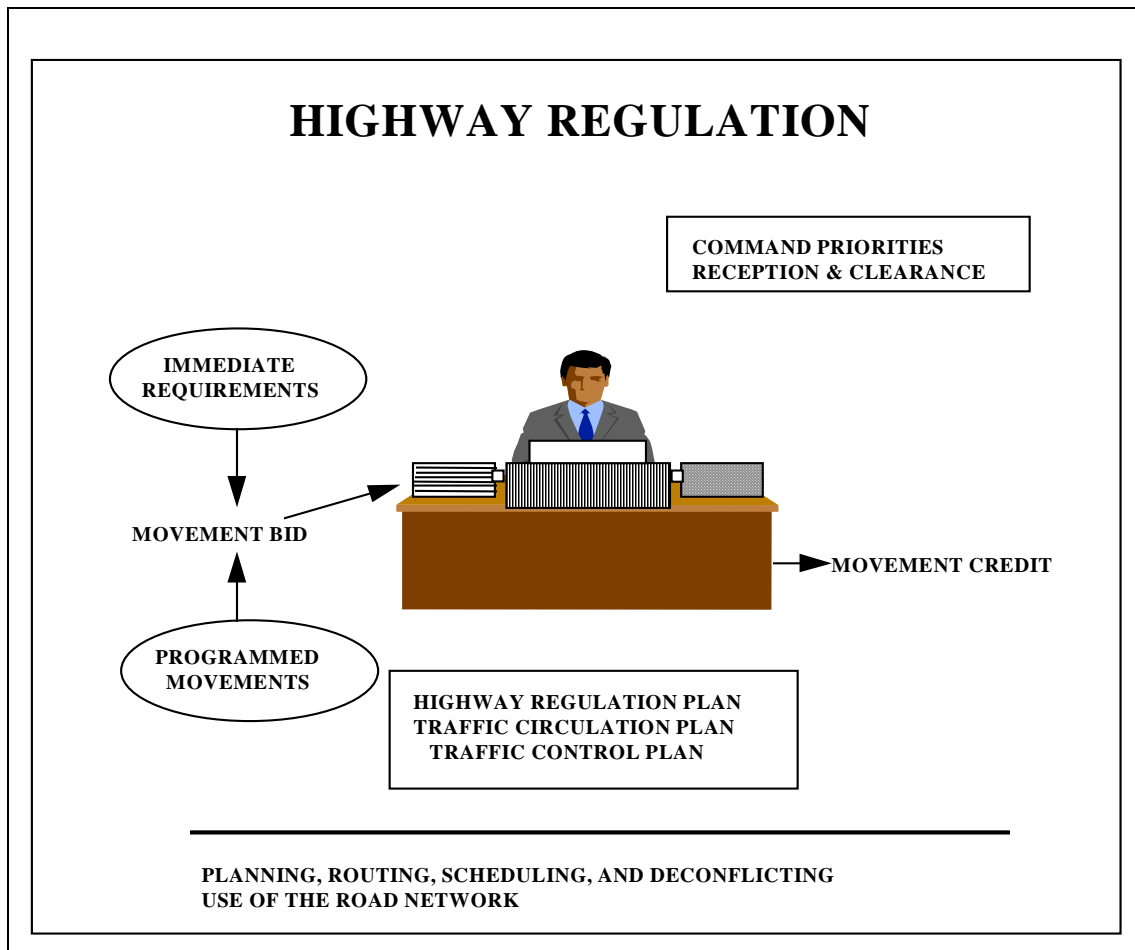 HIGHWAY REGULATION
COMMAND PRIORITIES
RECEPTION & CLEARANCE
IMMEDIATE
REQUIREMENTS
MOVEMENT BID
MOVEMENT CREDIT
PROGRAMMED
MOVEMENTS
HIGHWAY REGULATION PLAN
TRAFFIC CIRCULATION PLAN
TRAFFIC CONTROL PLAN
PLANNING, ROUTING, SCHEDULING, AND DECONFLICTING
USE OF THE ROAD NETWORK